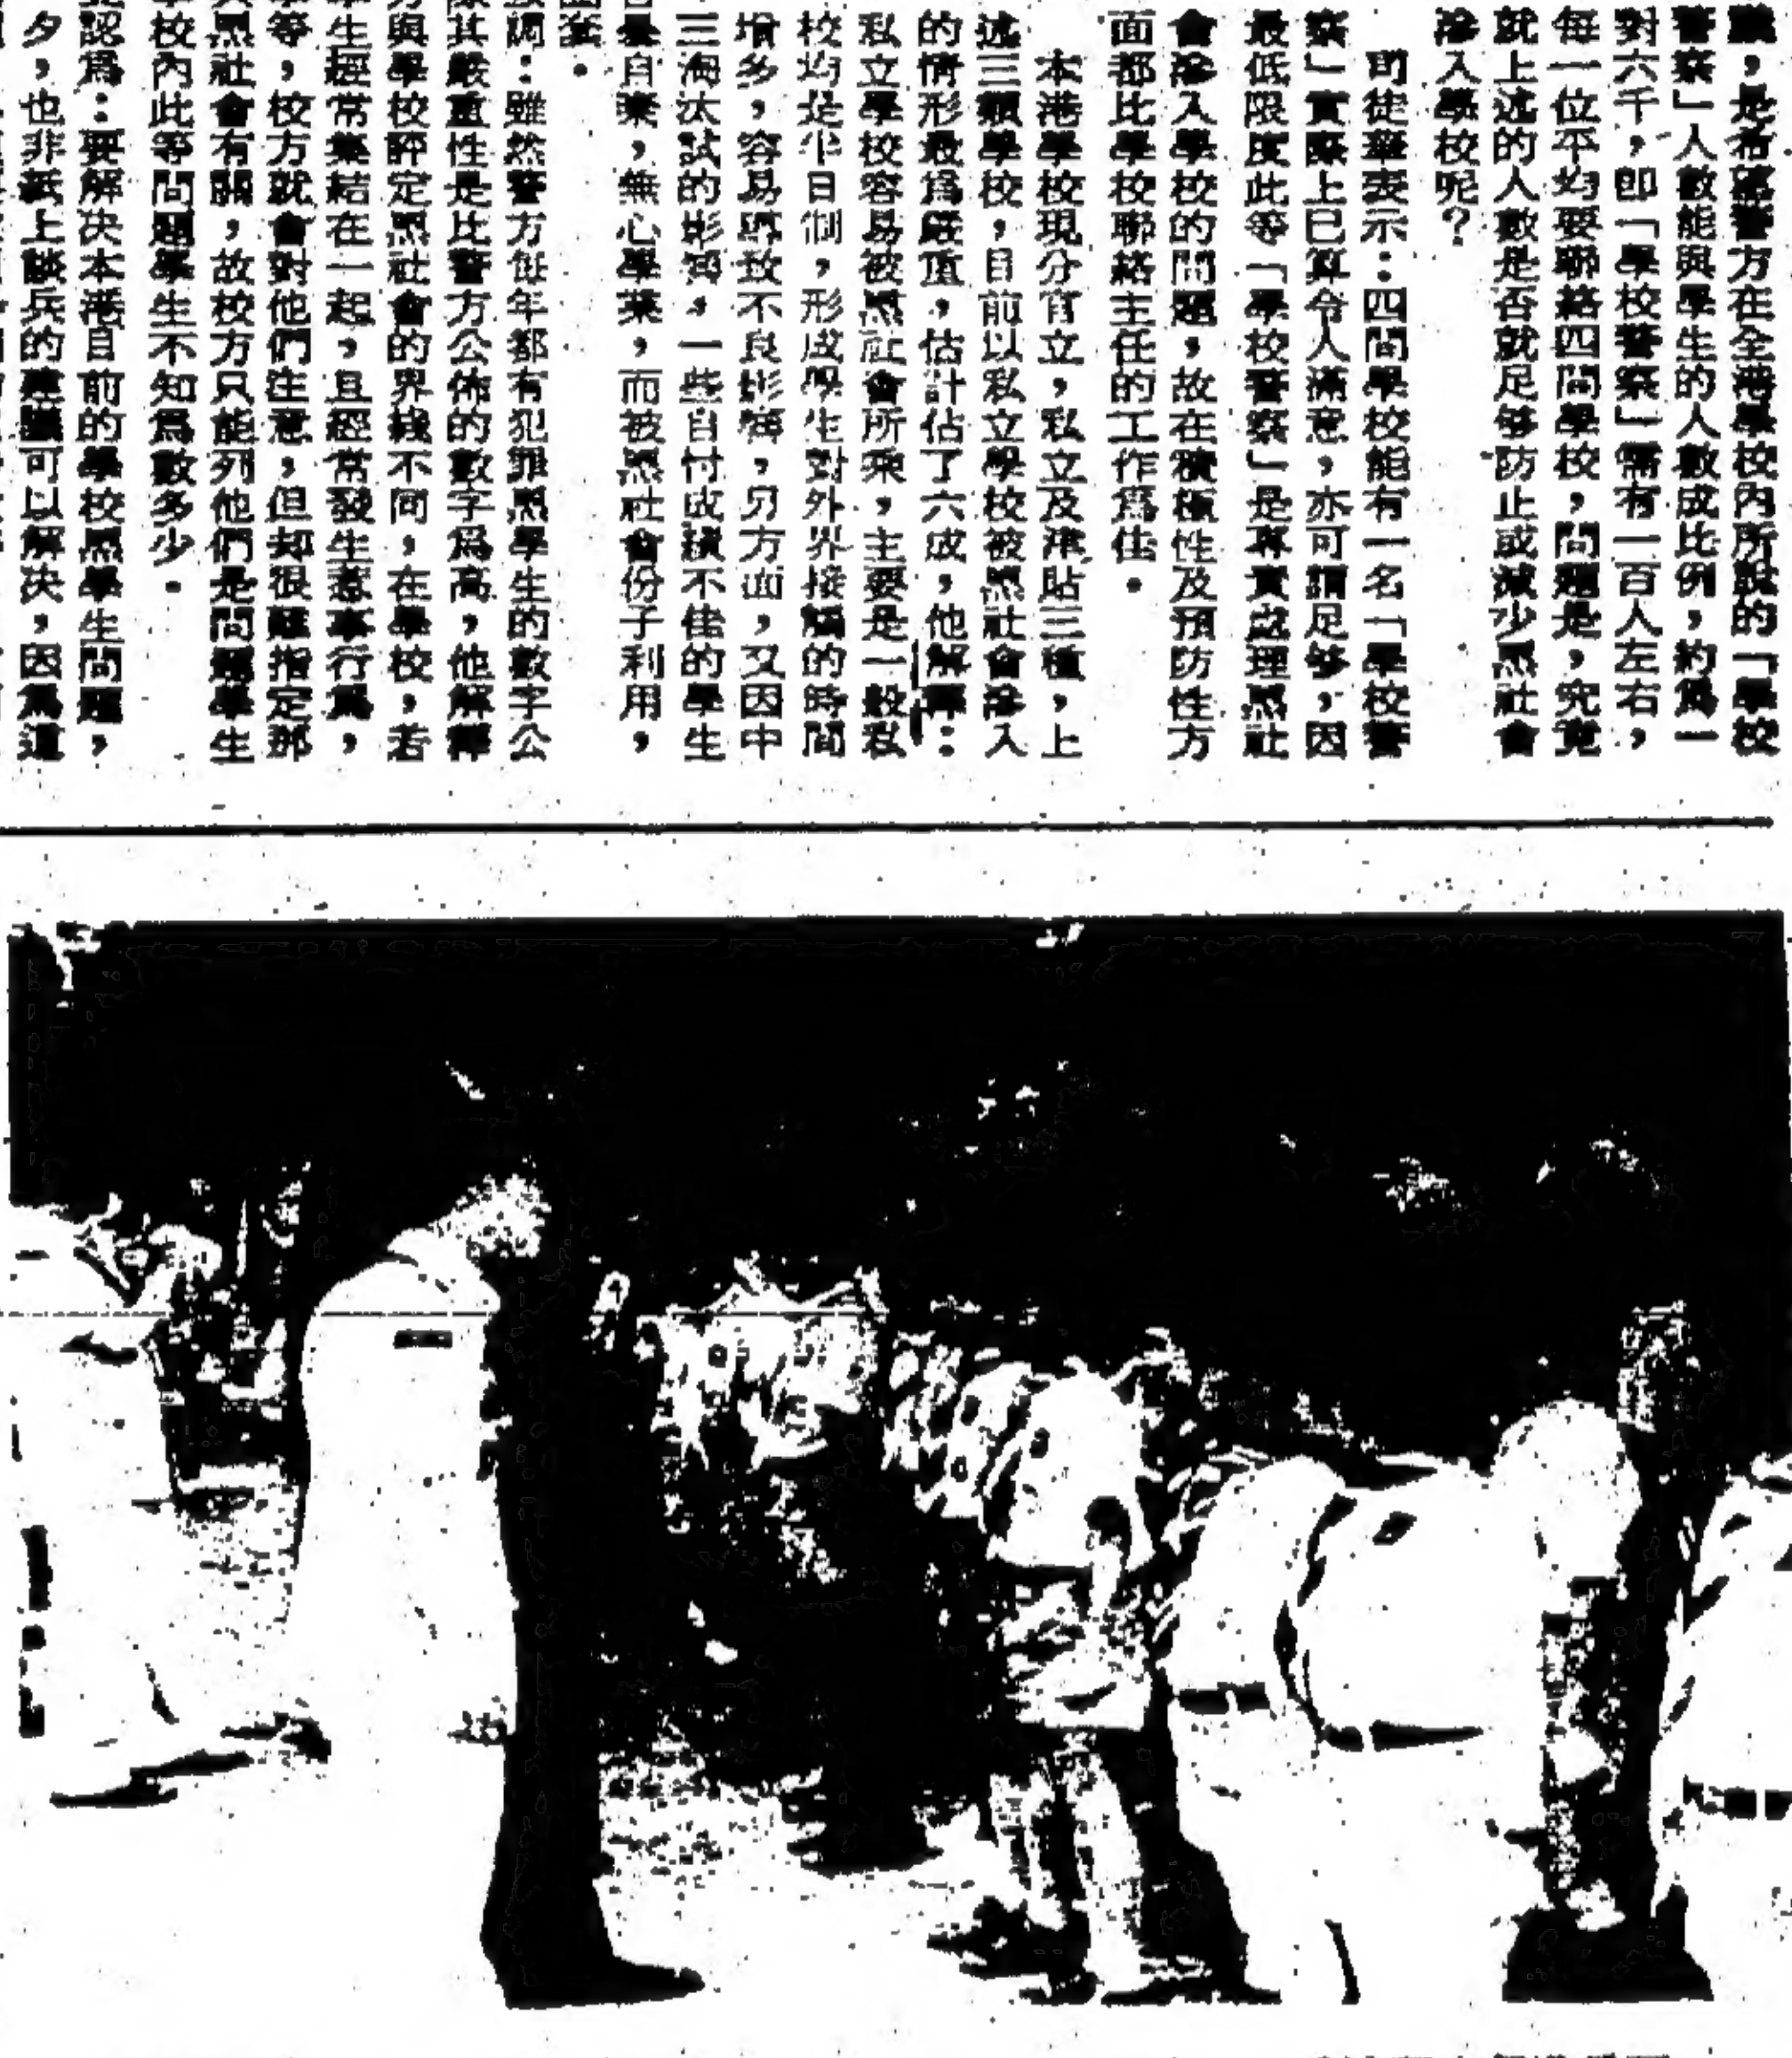 議,是希望警方在全港學校內所說的「學校
警察」人數能與學生的人數成比例,約爲一
對六千,卽「學校警察」需有一百人左右,
每一位平均要聯絡四間學校,問題是,究竟
就上述的人數是否就足够防止或減少黑社會
滲入學校呢?
司徒華表示:四間學校能有一名「學校警
察」實際上已算令人滿意,亦可謂足够,因
最低限度此等「學校警察」是專責處理黑社
會滲入學校的問題,故在積極性及預防性方
面都比學校聯絡主任的工作爲佳.
本港學校現分官立,私立及津貼三種,上
述三類學校,目前以私立學校被黑社會滲入
的情形最爲嚴重,估計佔了六成,他解釋:
私立學校容易被黑社會所乘,主要是一般私
校均是半日制,形成學生對外界接觸的時間
增多,容易導致不良影響,另方面,又因中
三淘汰試的影響,一些自忖成績不佳的學生
自暴自棄,無心學業,而被黑社會份子利用,
調:雖然警方每年都有犯罪黑學生的數字公
其嚴重性是比警方公佈的數字爲高,他解釋
方與學校評定黑社會的界綫不同,在學校,若
學生經常集結在一起,且經常發生惹事行爲,
等,校方就會對他們注意,但却很難指定那
與黑社會有關,故校方只能列他們是問題學生
學校內此等問題學生不知爲數多少.
認爲:要解決本港目前的學校黑學生問題,
夕,也非紙上談兵的建議可以解決,因爲這